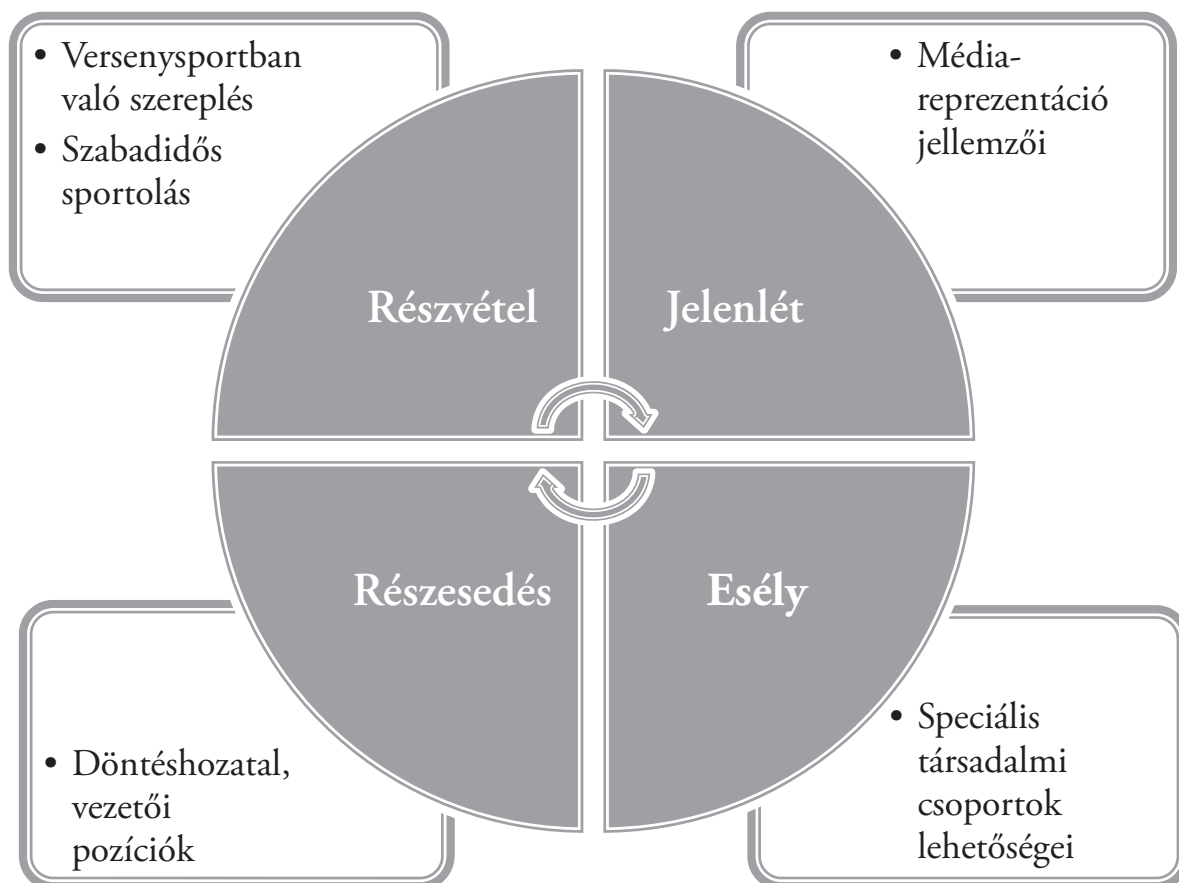 • Versenysportban
való szereplés
• Szabadidős
sportolás
• Média-
reprezentáció
jellemzői
Részvétel
Jelenlét
Részesedés
Esély
• Döntéshozatal,
vezetői
pozíciók
• Speciális
társadalmi
csoportok
lehetőségei